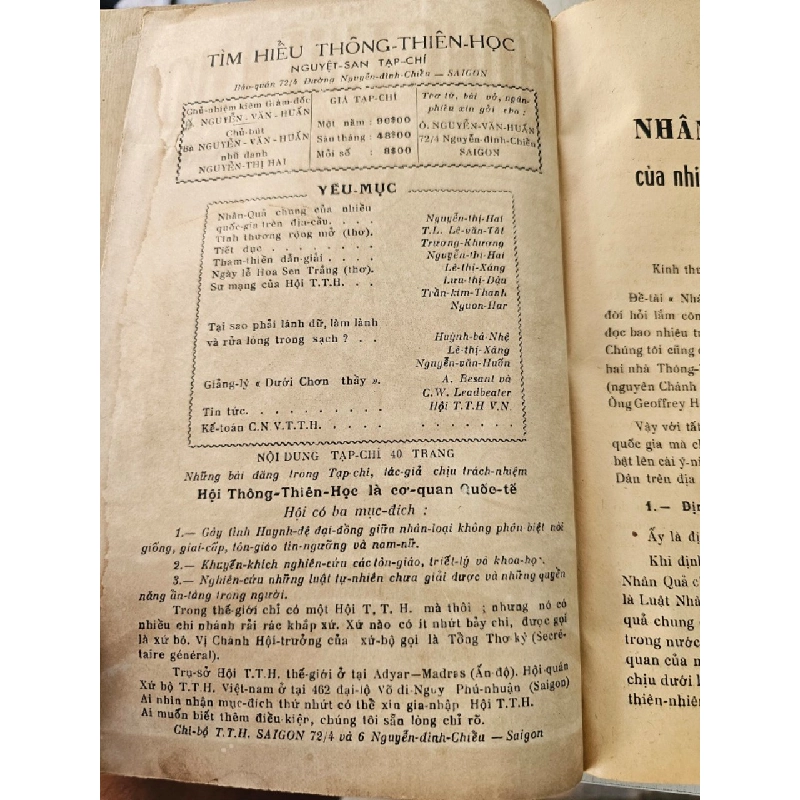 TÌM HIỂU THÔNG-THIÊN-HỌC
NGUYỆT-SAN TẠP-CHÍ
Báo-quán 72/4 Đường Nguyễn-đình-Chiểu — SAIGON
Chủ-nhiệm kiêm Giám-đốc
NGUYỄN-VĂN-HUẤN
Chủ-bút
Bà NGUYỄN-VĂN-HUẤN
nhũ danh
NGUYỄN-THỊ HAI
GIÁ TẠP-CHÍ
Một năm : 90$00
Sáu tháng : 48$00
Mỗi số : 8$00
Thơ từ, bài vở, ngân-
phiếu xin gởi cho :
Ô. NGUYỄN-VĂN-HUẤN
72/4 Nguyễn-đình-Chiểu
SAIGON
YẾU-MỤC
Nhân-Quả chung của nhiều
quốc-gia trên địa-cầu. . . . . Nguyễn-thị-Hai
Tình thương rộng mở (thơ). T.L. Lê-văn-Tất
Tiết dục . . . . . . Trương-Khương
Tham-thiền dẫn-giải . . . . Nguyễn-thị-Hai
Ngày lễ Hoa Sen Trắng (thơ). Lê-thị-Xáng
Sứ mạng của Hội T.T.H. . . . Lưu-thị-Dậu
Trần-kim-Thanh
Nguon-Har
Tại sao phải lánh dữ, làm lành
và rửa lòng trong sạch ? . . Huỳnh-bá-Nhệ
Lê-thị-Xáng
Nguyễn-văn-Huấn
Giảng-lý « Dưới Chơn thầy ». A. Besant và
C.W. Leadbeater
Tin tức. . . . . . . . . . Hội T.T.H V.N
Kế-toán C.N V.T.T.H. . . . . .
NỘI DUNG TẠP-CHÍ 40 TRANG
Những bài đăng trong Tạp-chí, tác-giả chịu trách-nhiệm
Hội Thông-Thiên-Học là cơ-quan Quốc-tế
Hội có ba mục-đích :
1.— Gây tình Huynh-đệ đại-đồng giữa nhân-loại không phân biệt nòi
giống, giai-cấp, tôn-giáo tín-ngưỡng và nam-nữ.
2.— Khuyến-khích nghiên-cứu các tôn-giáo, triết-lý và khoa-học.
3.— Nghiên-cứu những luật tự-nhiên chưa giải được và những quyền
năng ẩn-tàng trong người.
Trong thế-giới chỉ có một Hội T. T. H. mà thôi ; nhưng nó có
nhiều chi nhánh rải rác khắp xứ. Xứ nào có ít nhứt bảy chi, được gọi
là xứ bộ. Vị Chánh Hội-trưởng của xứ-bộ gọi là Tổng Thơ ký (Secré-
taire général).
Trụ-sở Hội T.T.H. thế-giới ở tại Adyar—Madras (Ấn-độ). Hội-quán
Xứ bộ T.T.H. Việt-nam ở tại 462 đại-lộ Võ di-Nguy Phú-nhuận (Saigon)
Ai nhìn nhận mục-đích thứ nhứt có thể xin gia-nhập Hội T.T.H.
Ai muốn biết thêm điều-kiện, chúng tôi sẵn lòng chỉ rõ.
Chi-bộ T.T.H. SAIGON 72/4 và 6 Nguyễn-đình-Chiểu — Saigon
NHÂN
của nhi
Kính thư
Đề-tài « Nhâ
đời hỏi lắm côn
đọc bao nhiêu t
Chúng tôi cũng
hai nhà Thông-
(nguyên Chánh
Ông Geoffrey H
Vậy với tất
quốc gia mà ch
bật lên cái ý-n
Dân trên địa
1.— Địn
* Ấy là đị
Khi định
Nhân Quả ch
là Luật Nhâ
quả chung
trong nước
quan của n
chịu dưới l
thiên-nhiên